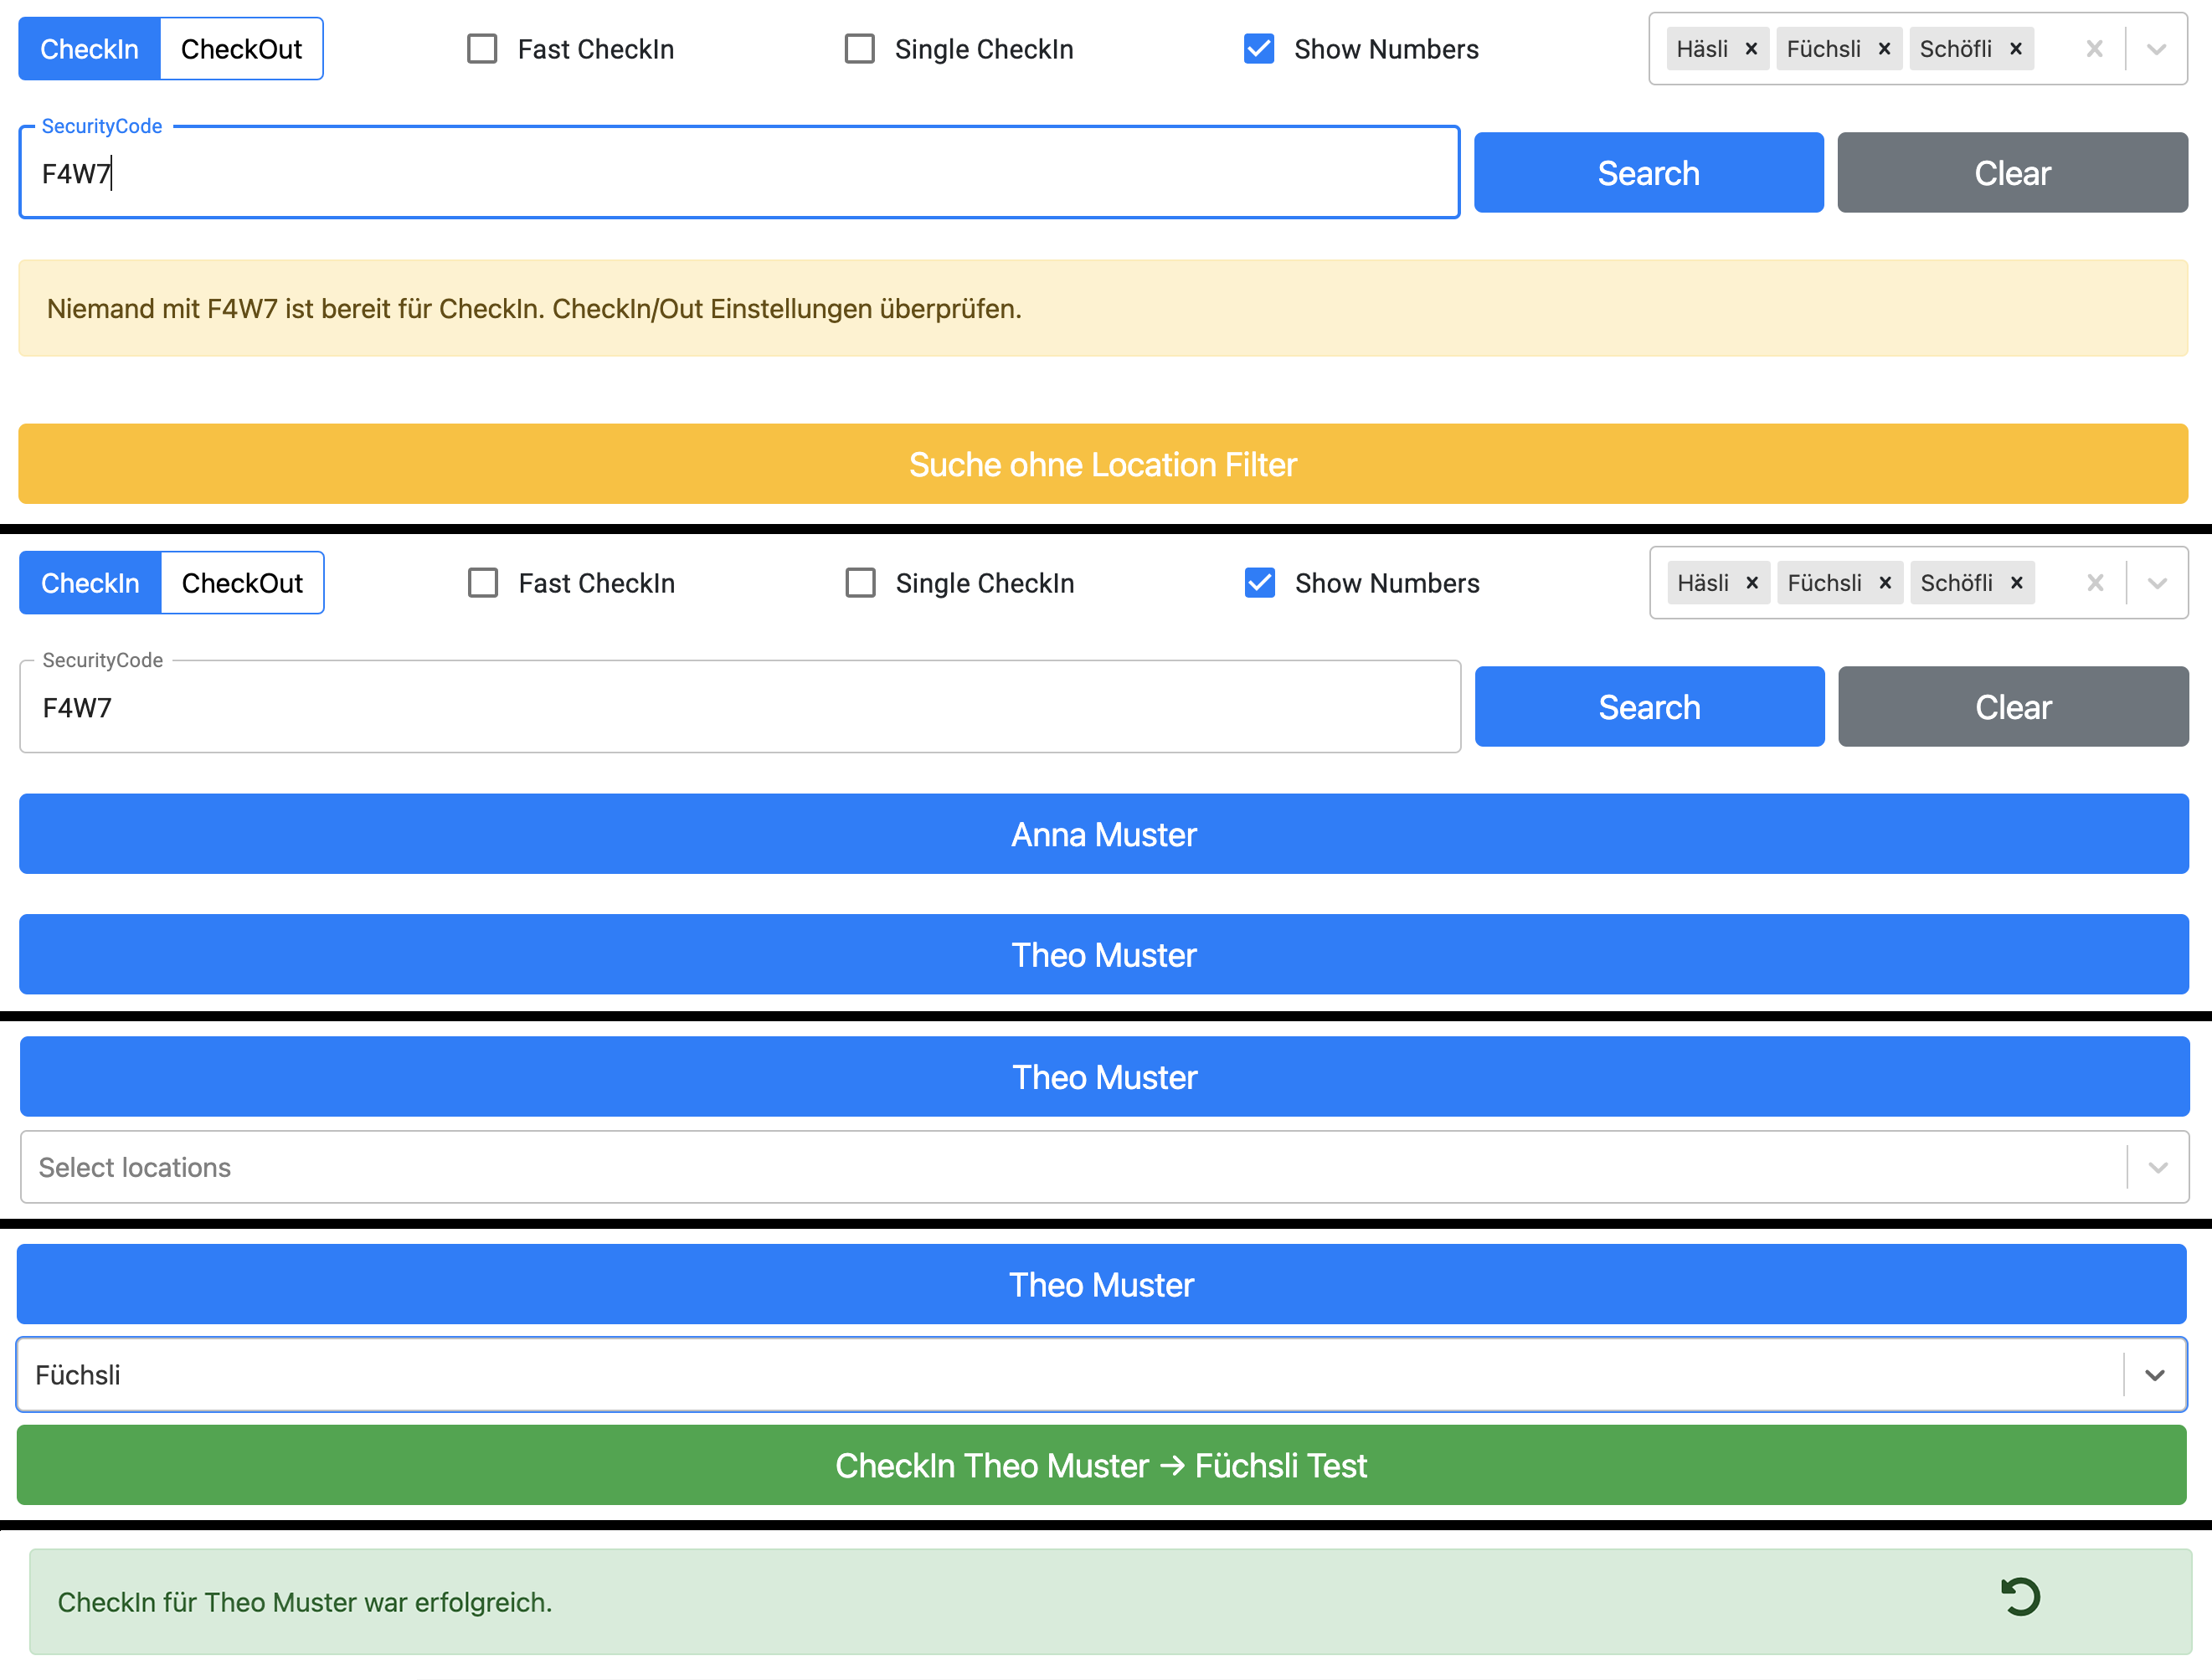 CheckIn CheckOut Fast CheckIn Single CheckIn Show Numbers Häsli Füchsli Schöfli
SecurityCode
F4W7 Search Clear
Niemand mit F4W7 ist bereit für CheckIn. CheckIn/Out Einstellungen überprüfen.
Suche ohne Location Filter
CheckIn CheckOut Fast CheckIn Single CheckIn Show Numbers Häsli Füchsli Schöfli
SecurityCode
F4W7 Search Clear
Anna Muster
Theo Muster
Theo Muster
Select locations
Theo Muster
Füchsli
CheckIn Theo Muster → Füchsli Test
CheckIn für Theo Muster war erfolgreich.